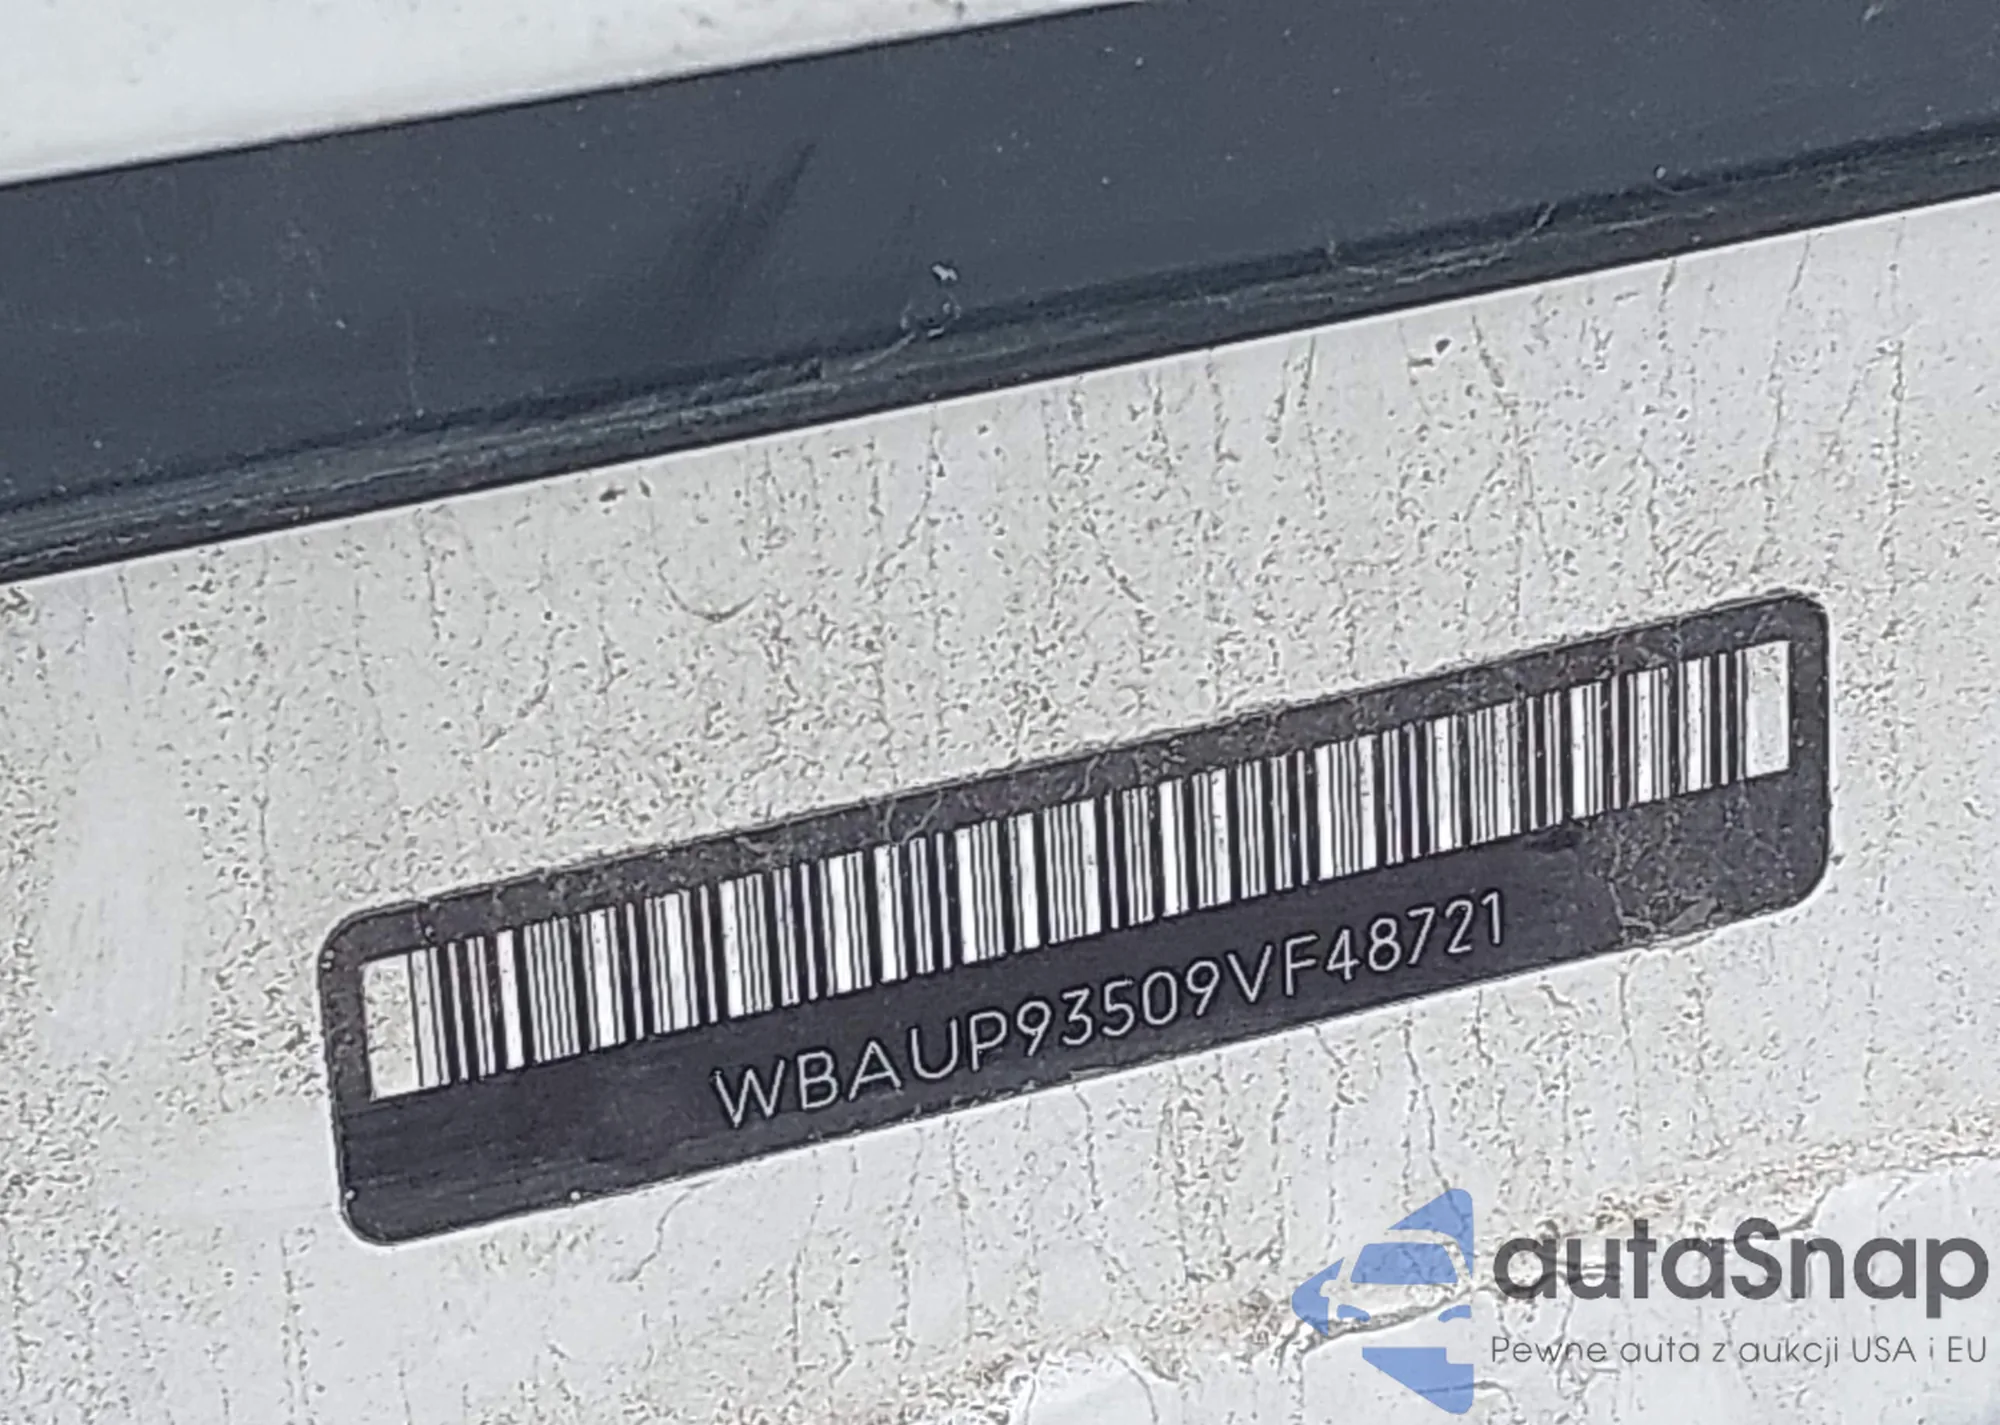 WBAUP93509VF48721
autaSnap
Pewne auta z aukcji USA i EU